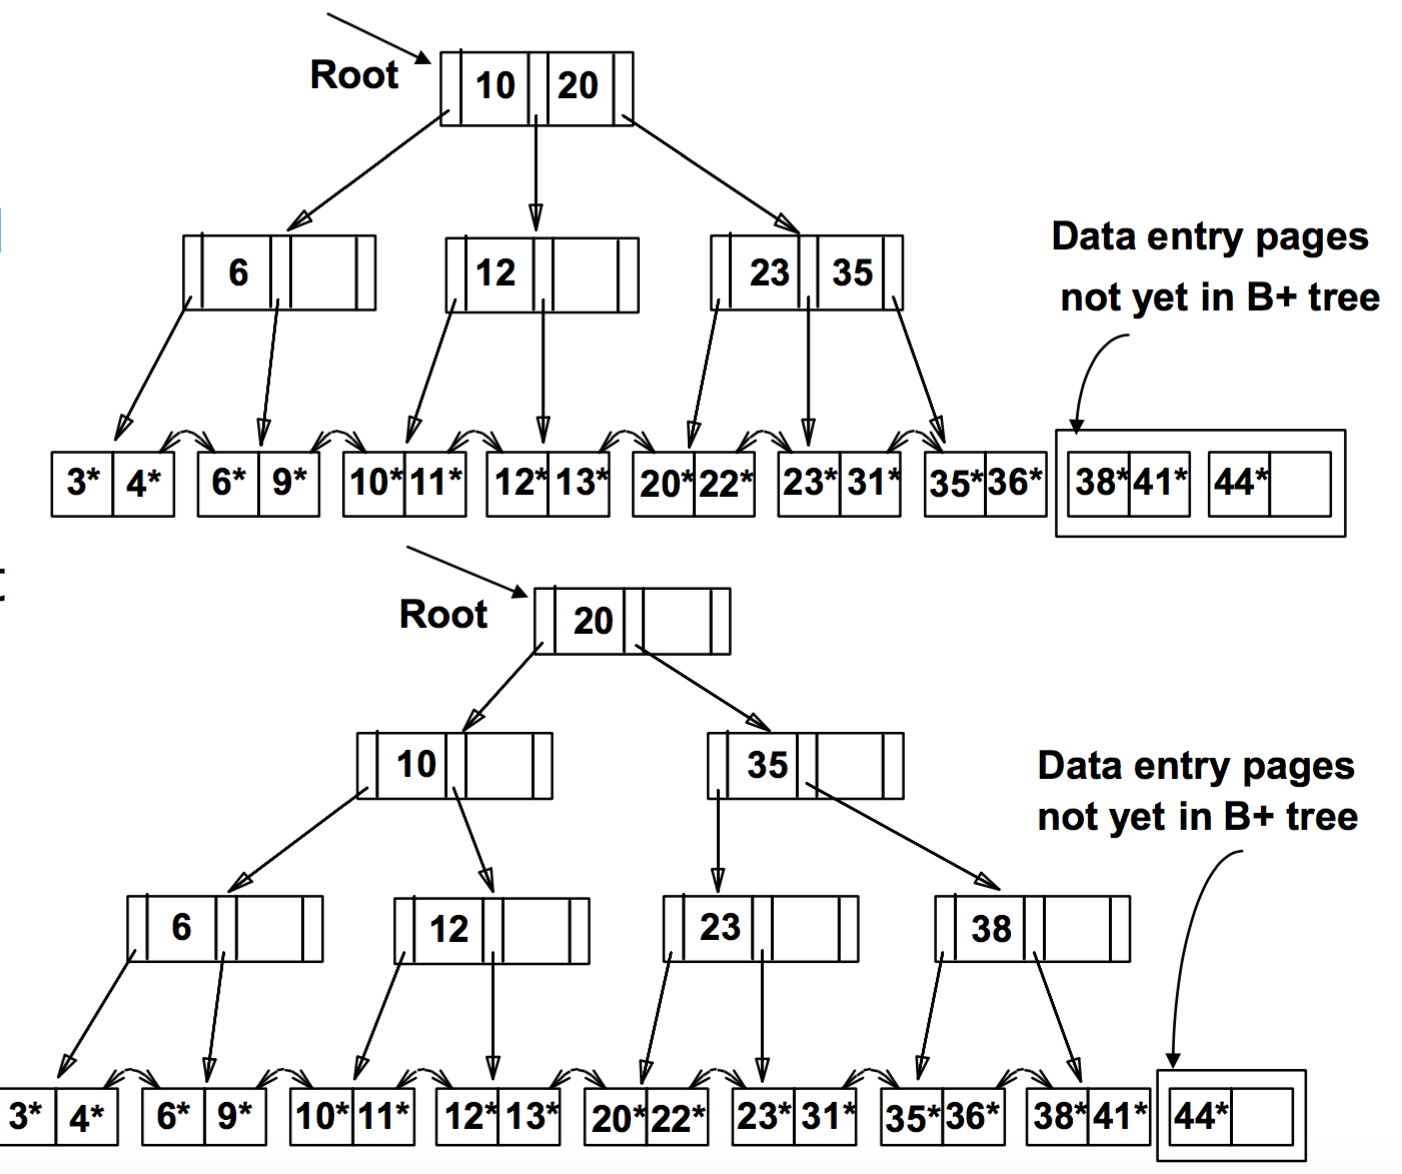 10 20
Root
6
12
23 35
Data entry pages
not yet in B+ tree
3* 4* 6* 9* 10* 11* 12* 13* 20* 22* 23* 31* 35* 36* 38* 41* 44*
Root
20
10
35
Data entry pages
not yet in B+ tree
6
12
23
38
3* 4* 6* 9* 10* 11* 12* 13* 20* 22* 23* 31* 35* 36* 38* 41* 44*